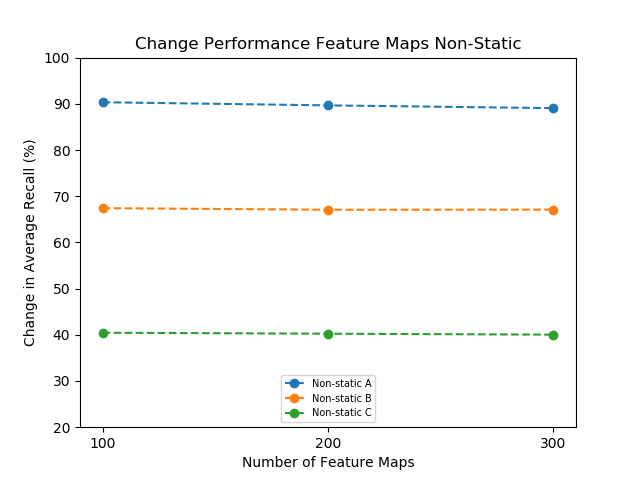 Change Performance Feature Maps Non-Static
Change in Average Recall (%)
100
90
80
70
60
50
40
30
20
Non-static A
Non-static B
Non-static C
100 200 300
Number of Feature Maps